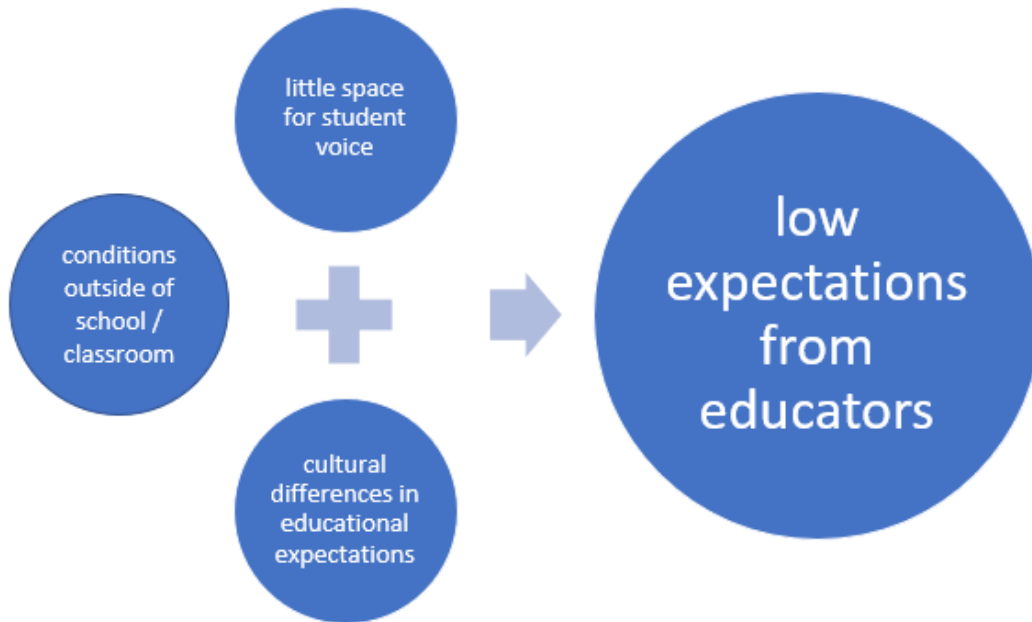 little space
for student
voice
conditions
outside of
school /
classroom
cultural
differences in
educational
expectations
low
expectations
from
educators